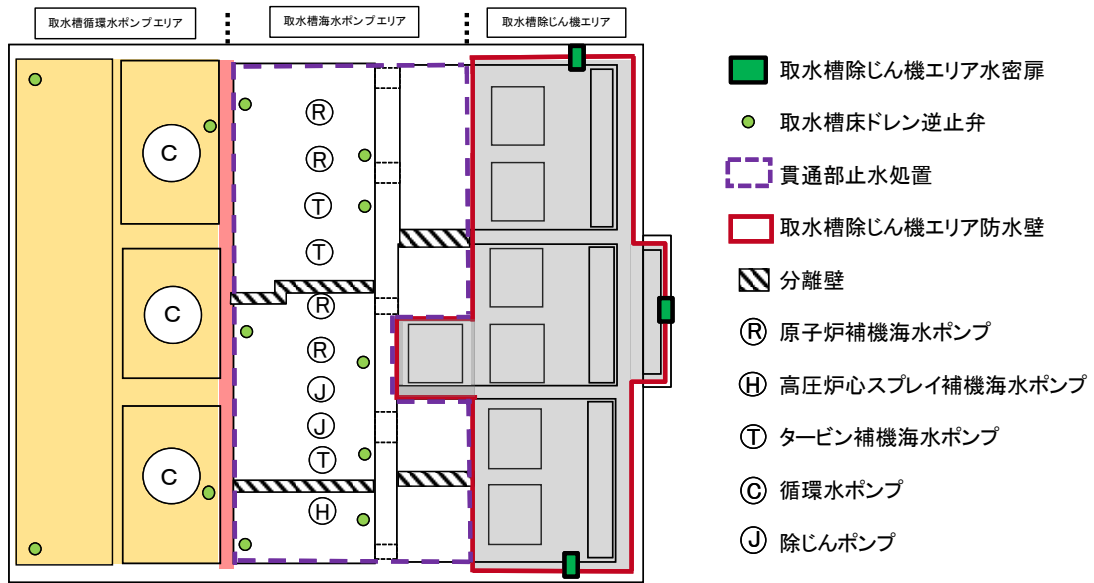 取水槽循環水ポンプエリア
取水槽海水ポンプエリア
取水槽除じん機エリア
C
C
C
R
R
T
T
R
R
J
J
T
H
取水槽除じん機エリア水密扉
取水槽床ドレン逆止弁
貫通部止水処置
取水槽除じん機エリア防水壁
分離壁
R 原子炉補機海水ポンプ
H 高圧炉心スプレイ補機海水ポンプ
T タービン補機海水ポンプ
C 循環水ポンプ
J 除じんポンプ